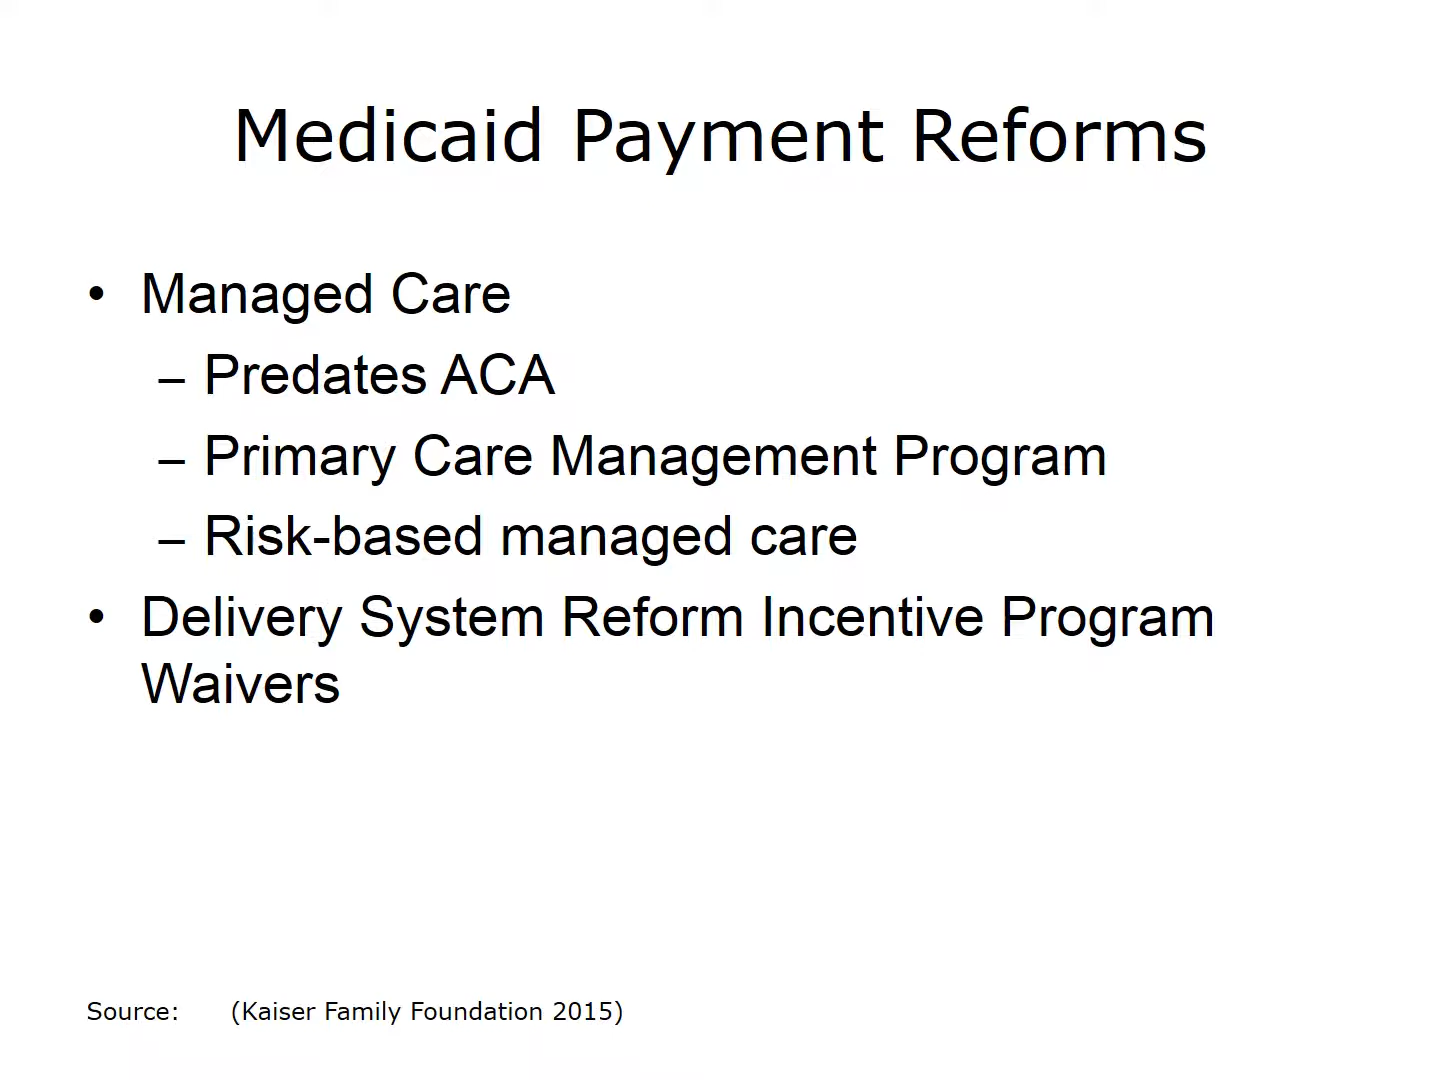 Medicaid Payment Reforms
• Managed Care
– Predates ACA
– Primary Care Management Program
– Risk-based managed care
• Delivery System Reform Incentive Program
Waivers
Source: (Kaiser Family Foundation 2015)